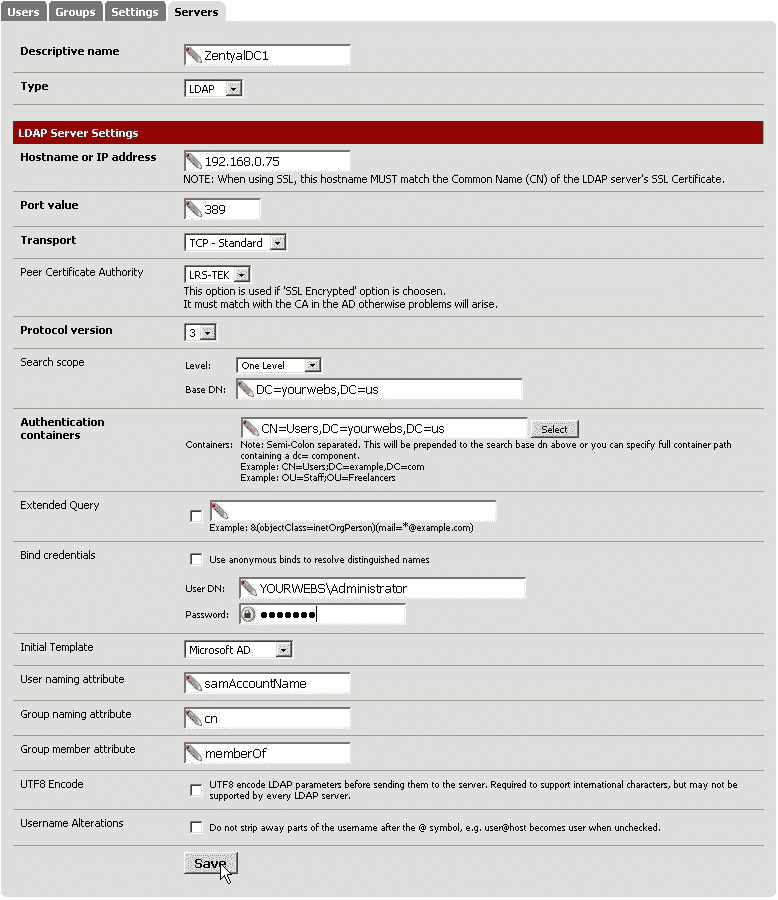 Users Groups Settings Servers
Descriptive name ZentyalDC1
Type LDAP
LDAP Server Settings
Hostname or IP address 192.168.0.75
NOTE: When using SSL, this hostname MUST match the Common Name (CN) of the LDAP server's SSL Certificate.
Port value 389
Transport TCP - Standard
Peer Certificate Authority LRS-TEK
This option is used if 'SSL Encrypted' option is choosen.
It must match with the CA in the AD otherwise problems will arise.
Protocol version 3
Search scope Level: One Level
Base DN: DC=yourwebs,DC=us
Authentication containers CN=Users,DC=yourwebs,DC=us Select
Containers: Note: Semi-Colon separated. This will be prepended to the search base dn above or you can specify full container path
containing a dc= component.
Example: CN=Users;DC=example,DC=com
Example: OU=Staff;OU=Freelancers
Extended Query
Example: &(objectClass=inetOrgPerson)(mail=*@example.com)
Bind credentials Use anonymous binds to resolve distinguished names
User DN: YOURWEBS\Administrator
Password: ●●●●●●●
Initial Template Microsoft AD
User naming attribute samAccountName
Group naming attribute cn
Group member attribute memberOf
UTF8 Encode UTF8 encode LDAP parameters before sending them to the server. Required to support international characters, but may not be
supported by every LDAP server.
Username Alterations Do not strip away parts of the username after the @ symbol, e.g. user@host becomes user when unchecked.
Save